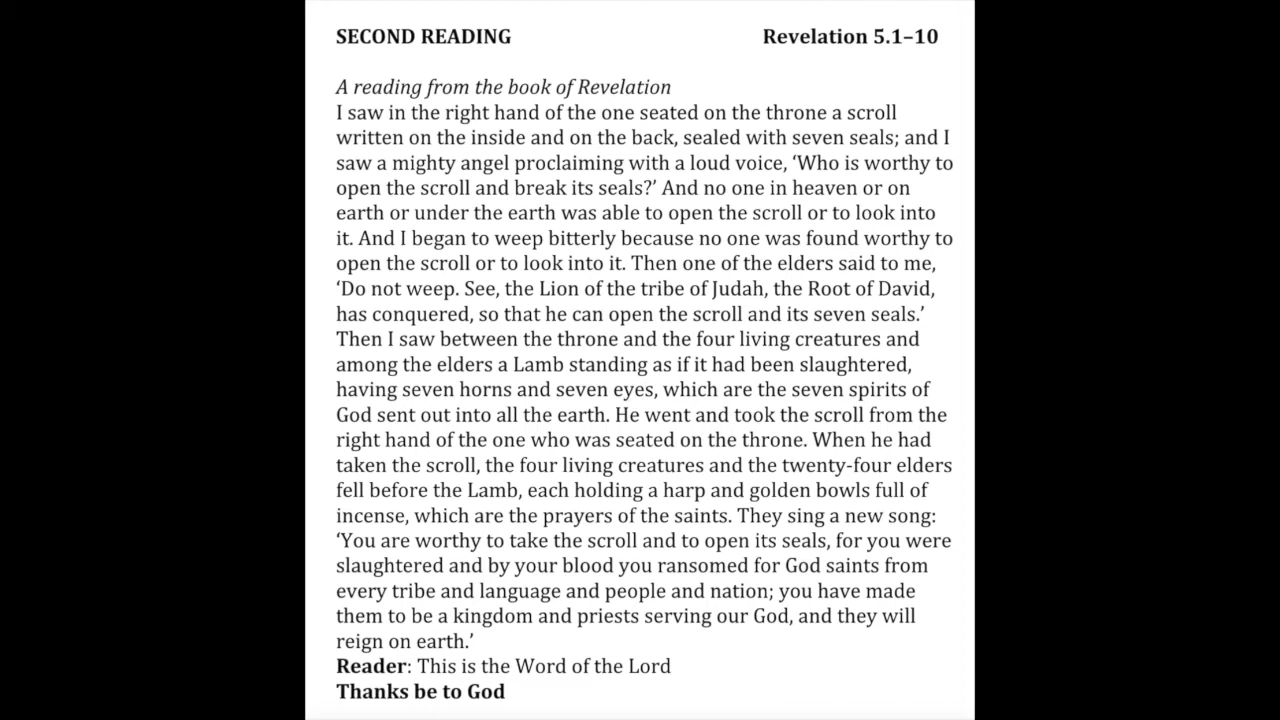 SECOND READING Revelation 5.1–10
A reading from the book of Revelation
I saw in the right hand of the one seated on the throne a scroll
written on the inside and on the back, sealed with seven seals; and I
saw a mighty angel proclaiming with a loud voice, ‘Who is worthy to
open the scroll and break its seals?’ And no one in heaven or on
earth or under the earth was able to open the scroll or to look into
it. And I began to weep bitterly because no one was found worthy to
open the scroll or to look into it. Then one of the elders said to me,
‘Do not weep. See, the Lion of the tribe of Judah, the Root of David,
has conquered, so that he can open the scroll and its seven seals.’
Then I saw between the throne and the four living creatures and
among the elders a Lamb standing as if it had been slaughtered,
having seven horns and seven eyes, which are the seven spirits of
God sent out into all the earth. He went and took the scroll from the
right hand of the one who was seated on the throne. When he had
taken the scroll, the four living creatures and the twenty-four elders
fell before the Lamb, each holding a harp and golden bowls full of
incense, which are the prayers of the saints. They sing a new song:
‘You are worthy to take the scroll and to open its seals, for you were
slaughtered and by your blood you ransomed for God saints from
every tribe and language and people and nation; you have made
them to be a kingdom and priests serving our God, and they will
reign on earth.’
Reader: This is the Word of the Lord
Thanks be to God